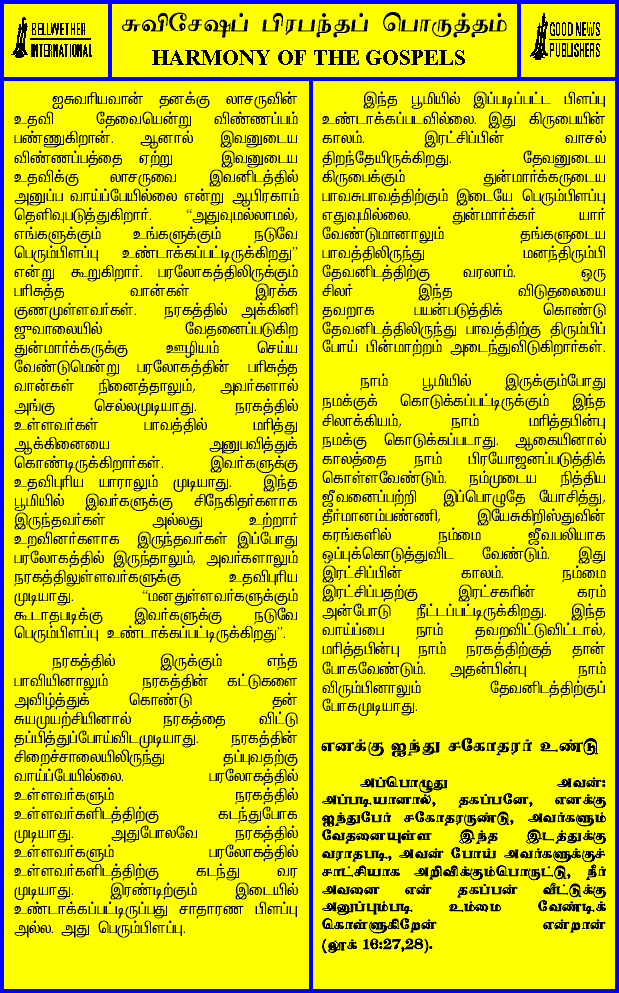 BELLWETHER
INTERNATIONAL
சுவிசேஷப் பிரபந்தப் பொருத்தம்
HARMONY OF THE GOSPELS
GOOD NEWS
PUBLISHERS
ஐசுவரியவான் தனக்கு லாசருவின்
உதவி தேவையென்று விண்ணப்பம்
பண்ணுகிறான். ஆனால் இவனுடைய
விண்ணப்பத்தை ஏற்று இவனுடைய
உதவிக்கு லாசருவை இவனிடத்தில்
அனுப்ப வாய்ப்பேயில்லை என்று ஆபிரகாம்
தெளிவுபடுத்துகிறார். “அதுவுமல்லாமல்,
எங்களுக்கும் உங்களுக்கும் நடுவே
பெரும்பிளப்பு உண்டாக்கப்பட்டிருக்கிறது”
என்று கூறுகிறார். பரலோகத்திலிருக்கும்
பரிசுத்த வான்கள் இரக்க
குணமுள்ளவர்கள். நரகத்தில் அக்கினி
ஜுவாலையில் வேதனைப்படுகிற
துன்மார்க்கருக்கு ஊழியம் செய்ய
வேண்டுமென்று பரலோகத்தின் பரிசுத்த
வான்கள் நினைத்தாலும், அவர்களால்
அங்கு செல்லமுடியாது. நரகத்தில்
உள்ளவர்கள் பாவத்தில் மரித்து
ஆக்கினையை அனுபவித்துக்
கொண்டிருக்கிறார்கள். இவர்களுக்கு
உதவிபுரிய யாராலும் முடியாது. இந்த
பூமியில் இவர்களுக்கு சிநேகிதர்களாக
இருந்தவர்கள் அல்லது உற்றார்
உறவினர்களாக இருந்தவர்கள் இப்போது
பரலோகத்தில் இருந்தாலும், அவர்களாலும்
நரகத்திலுள்ளவர்களுக்கு உதவிபுரிய
முடியாது. “மனதுள்ளவர்களுக்கும்
கூடாதபடிக்கு இவர்களுக்கு நடுவே
பெரும்பிளப்பு உண்டாக்கப்பட்டிருக்கிறது”.
நரகத்தில் இருக்கும் எந்த
பாவியினாலும் நரகத்தின் கட்டுகளை
அவிழ்த்துக் கொண்டு தன்
சுயமுயற்சியினால் நரகத்தை விட்டு
தப்பித்துப்போய்விடமுடியாது. நரகத்தின்
சிறைச்சாலையிலிருந்து தப்புவதற்கு
வாய்ப்பேயில்லை. பரலோகத்தில்
உள்ளவர்களும் நரகத்தில்
உள்ளவர்களிடத்திற்கு கடந்துபோக
முடியாது. அதுபோலவே நரகத்தில்
உள்ளவர்களும் பரலோகத்தில்
உள்ளவர்களிடத்திற்கு கடந்து வர
முடியாது. இரண்டிற்கும் இடையில்
உண்டாக்கப்பட்டிருப்பது சாதாரண பிளப்பு
அல்ல. அது பெரும்பிளப்பு.
இந்த பூமியில் இப்படிப்பட்ட பிளப்பு
உண்டாக்கப்படவில்லை. இது கிருபையின்
காலம். இரட்சிப்பின் வாசல்
திறந்தேயிருக்கிறது. தேவனுடைய
கிருபைக்கும் துன்மார்க்கருடைய
பாவசுபாவத்திற்கும் இடையே பெரும்பிளப்பு
எதுவுமில்லை. துன்மார்க்கர் யார்
வேண்டுமானாலும் தங்களுடைய
பாவத்திலிருந்து மனந்திரும்பி
தேவனிடத்திற்கு வரலாம். ஒரு
சிலர் இந்த விடுதலையை
தவறாக பயன்படுத்திக் கொண்டு
தேவனிடத்திலிருந்து பாவத்திற்கு திரும்பிப்
போய் பின்மாற்றம் அடைந்துவிடுகிறார்கள்.
நாம் பூமியில் இருக்கும்போது
நமக்குக் கொடுக்கப்பட்டிருக்கும் இந்த
சிலாக்கியம், நாம் மரித்தபின்பு
நமக்கு கொடுக்கப்படாது. ஆகையினால்
காலத்தை நாம் பிரயோஜனப்படுத்திக்
கொள்ளவேண்டும். நம்முடைய நித்திய
ஜீவனைப்பற்றி இப்பொழுதே யோசித்து,
தீர்மானம்பண்ணி, இயேசுகிறிஸ்துவின்
கரங்களில் நம்மை ஜீவபலியாக
ஒப்புக்கொடுத்துவிட வேண்டும். இது
இரட்சிப்பின் காலம். நம்மை
இரட்சிப்பதற்கு இரட்சகரின் கரம்
அன்போடு நீட்டப்பட்டிருக்கிறது. இந்த
வாய்ப்பை நாம் தவறவிட்டுவிட்டால்,
மரித்தபின்பு நாம் நரகத்திற்குத் தான்
போகவேண்டும். அதன்பின்பு நாம்
விரும்பினாலும் தேவனிடத்திற்குப்
போகமுடியாது.
எனக்கு ஐந்து சகோதரர் உண்டு
அப்பொழுது அவன்:
அப்படியானால், தகப்பனே, எனக்கு
ஐந்துபேர் சகோதரருண்டு, அவர்களும்
வேதனையுள்ள இந்த இடத்துக்கு
வராதபடி, அவன் போய் அவர்களுக்குச்
சாட்சியாக அறிவிக்கும்பொருட்டு, நீர்
அவனை என் தகப்பன் வீட்டுக்கு
அனுப்பும்படி உம்மை வேண்டிக்
கொள்ளுகிறேன் என்றான்
(லூக் 16:27,28).